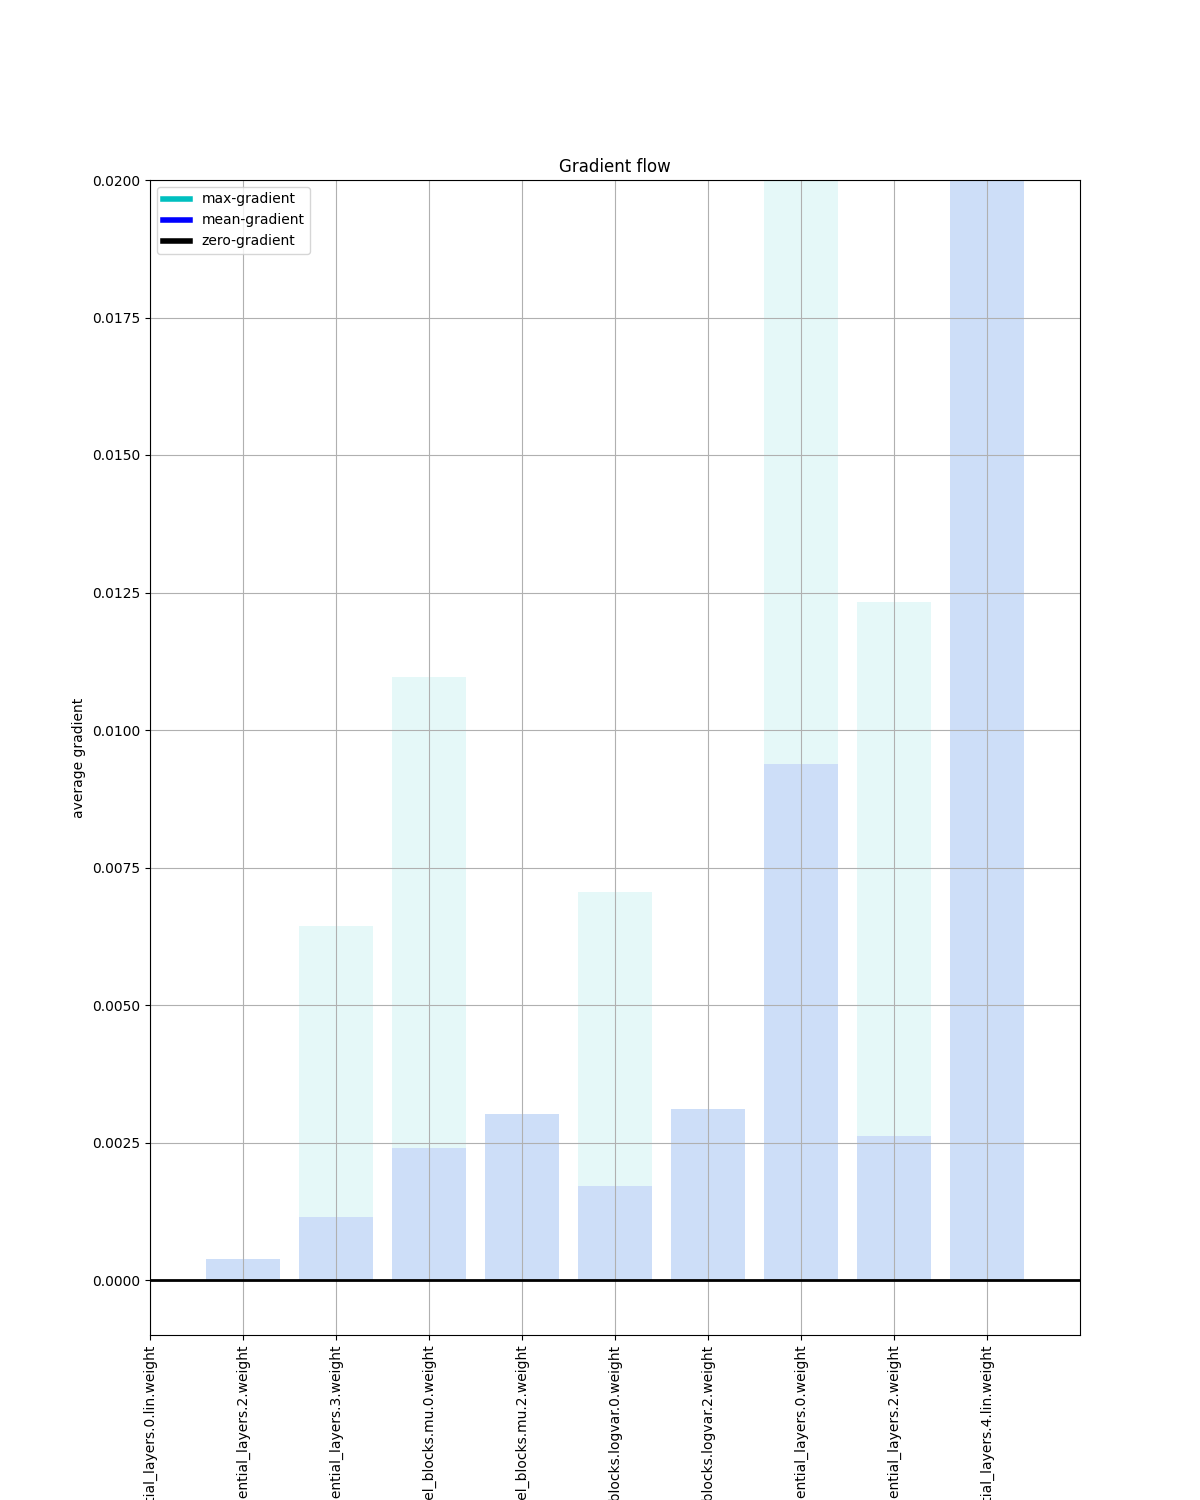 Gradient flow
max-gradient
mean-gradient
zero-gradient
0.0200
0.0175
0.0150
0.0125
0.0100
0.0075
0.0050
0.0025
0.0000
average gradient
tial_layers.0.lin.weight
ential_layers.2.weight
ential_layers.3.weight
el_blocks.mu.0.weight
el_blocks.mu.2.weight
blocks.logvar.0.weight
blocks.logvar.2.weight
ential_layers.0.weight
ential_layers.2.weight
tial_layers.4.lin.weight